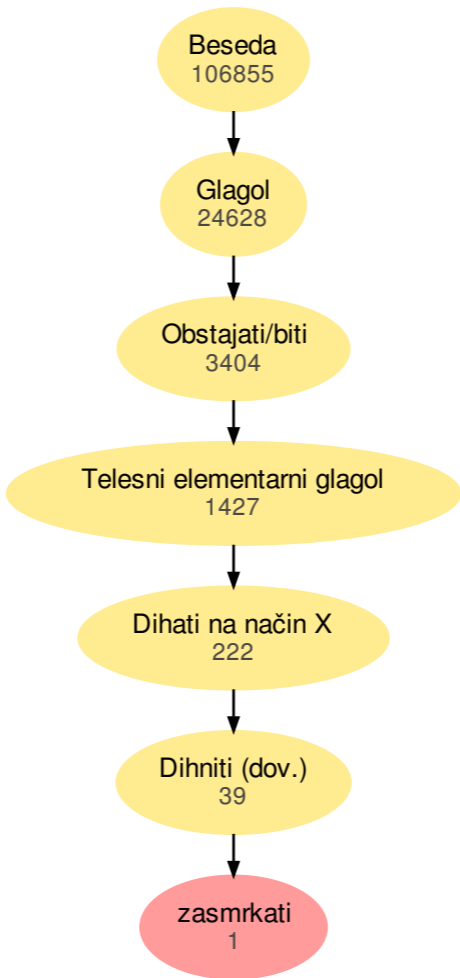 Beseda
106855
Glagol
24628
Obstajati/biti
3404
Telesni elementarni glagol
1427
Dihati na način X
222
Dihniti (dov.)
39
zasmrkati
1